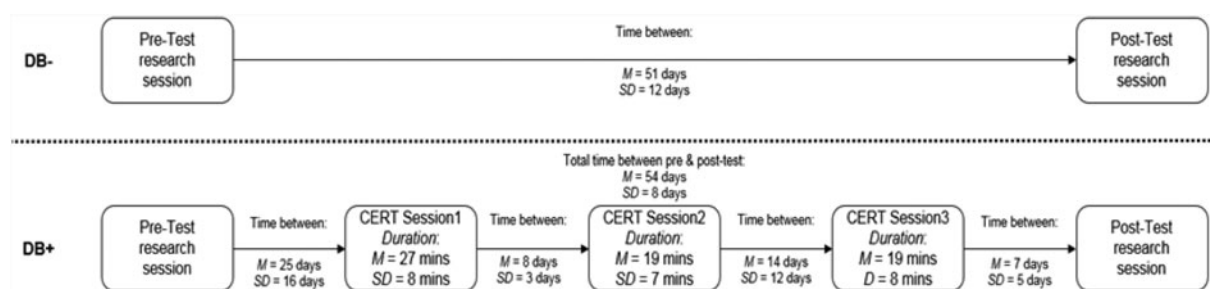 DB-
Pre-Test
research
session
Time between:
M = 51 days
SD = 12 days
Post-Test
research
session
Total time between pre & post-test:
M = 54 days
SD = 8 days
DB+
Pre-Test
research
session
Time between:
M = 25 days
SD = 16 days
CERT Session1
Duration:
M = 27 mins
SD = 8 mins
Time between:
M = 8 days
SD = 3 days
CERT Session2
Duration:
M = 19 mins
SD = 7 mins
Time between:
M = 14 days
SD = 12 days
CERT Session3
Duration:
M = 19 mins
D = 8 mins
Time between:
M = 7 days
SD = 5 days
Post-Test
research
session